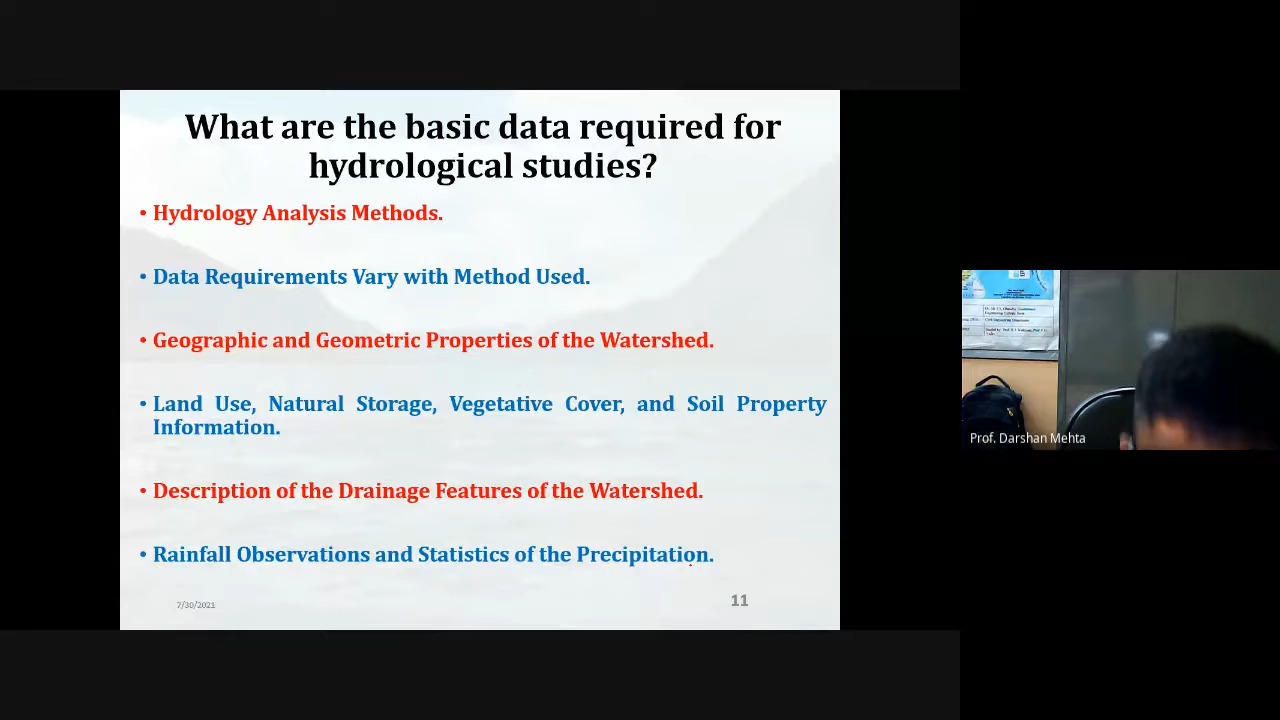 What are the basic data required for
hydrological studies?
• Hydrology Analysis Methods.
• Data Requirements Vary with Method Used.
• Geographic and Geometric Properties of the Watershed.
• Land Use, Natural Storage, Vegetative Cover, and Soil Property
Information.
• Description of the Drainage Features of the Watershed.
• Rainfall Observations and Statistics of the Precipitation.
7/30/2021
11
Prof. Darshan Mehta